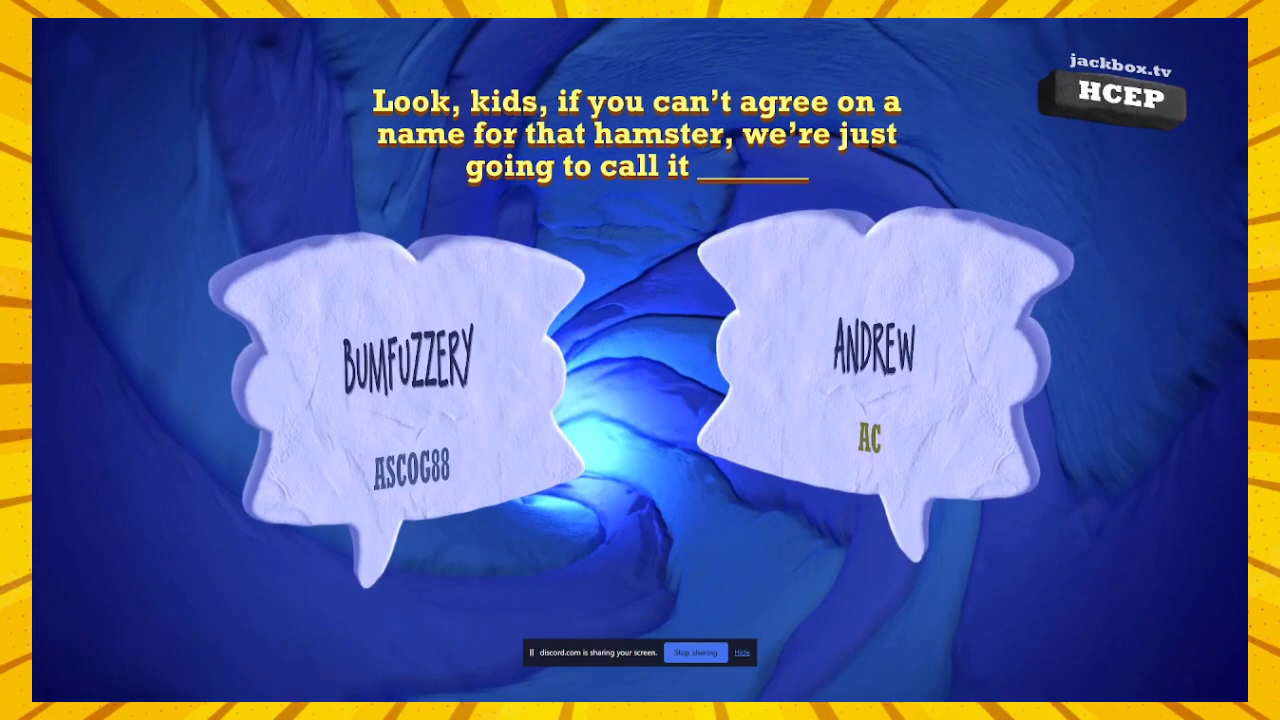 jackbox.tv
HCEP
Look, kids, if you can't agree on a
name for that hamster, we're just
going to call it ________
BUMFUZZERY
ASCOG88
ANDREW
AC
discord.com is sharing your screen. Stop sharing Hide